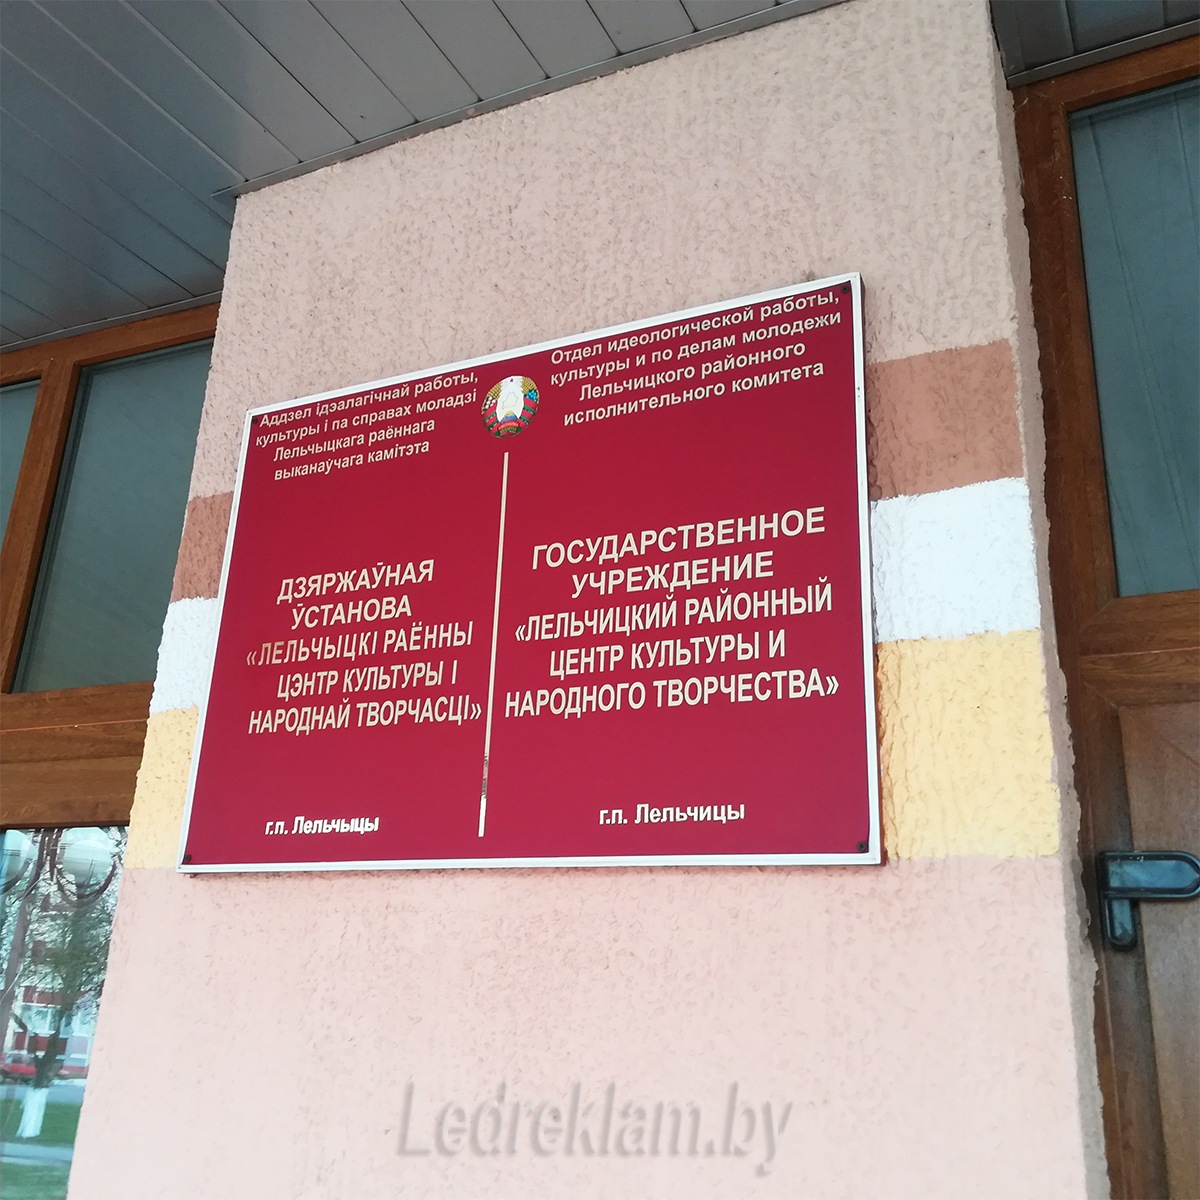 Аддзел ідэалагічнай работы,
культуры і па справах моладзі
Лельчыцкага раённага
выканаўчага камітэта
ДЗЯРЖАЎНАЯ
ЎСТАНОВА
«ЛЕЛЬЧЫЦКІ РАЁННЫ
ЦЭНТР КУЛЬТУРЫ І
НАРОДНАЙ ТВОРЧАСЦІ»
г.п. Лельчыцы
Отдел идеологической работы,
культуры и по делам молодежи
Лельчицкого районного
исполнительного комитета
ГОСУДАРСТВЕННОЕ
УЧРЕЖДЕНИЕ
«ЛЕЛЬЧИЦКИЙ РАЙОННЫЙ
ЦЕНТР КУЛЬТУРЫ И
НАРОДНОГО ТВОРЧЕСТВА»
г.п. Лельчицы
Ledreklam.by